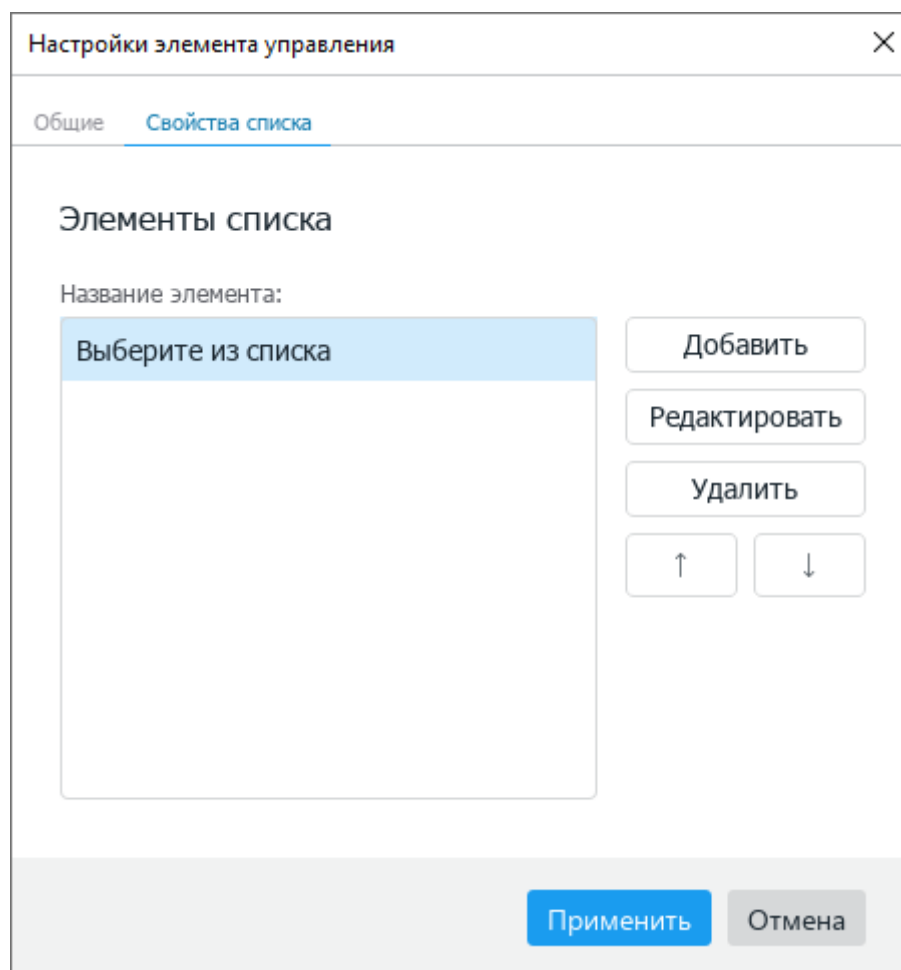 Настройки элемента управления
Общие Свойства списка
Элементы списка
Название элемента:
Выберите из списка
Добавить
Редактировать
Удалить
↑ ↓
Применить Отмена